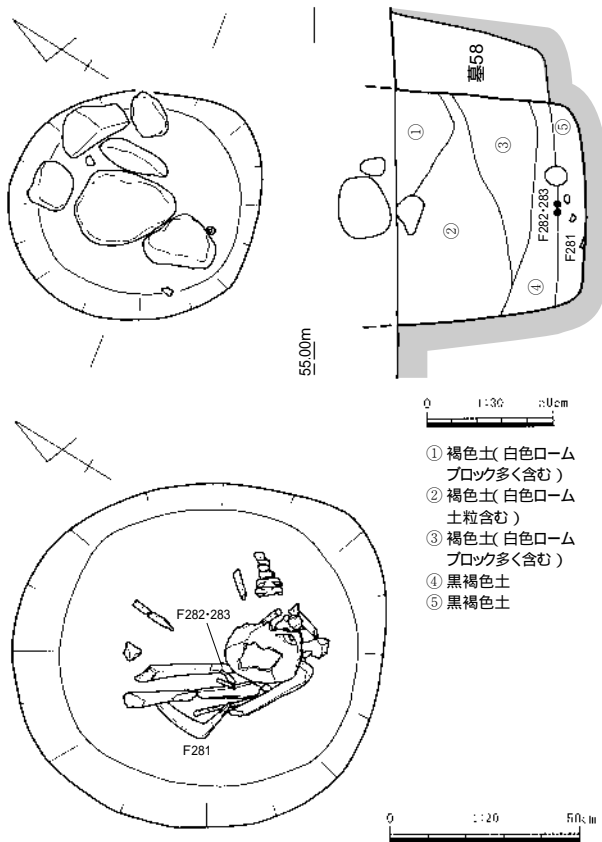 墓58
①
③
⑤
②
④
F282・283
F281
55.00m
0 1:30 50cm
① 褐色土( 白色ローム
ブロック多く含む )
② 褐色土( 白色ローム
土粒含む )
③ 褐色土( 白色ローム
ブロック多く含む )
④ 黒褐色土
⑤ 黒褐色土
F282・283
F281
0 1:20 50cm